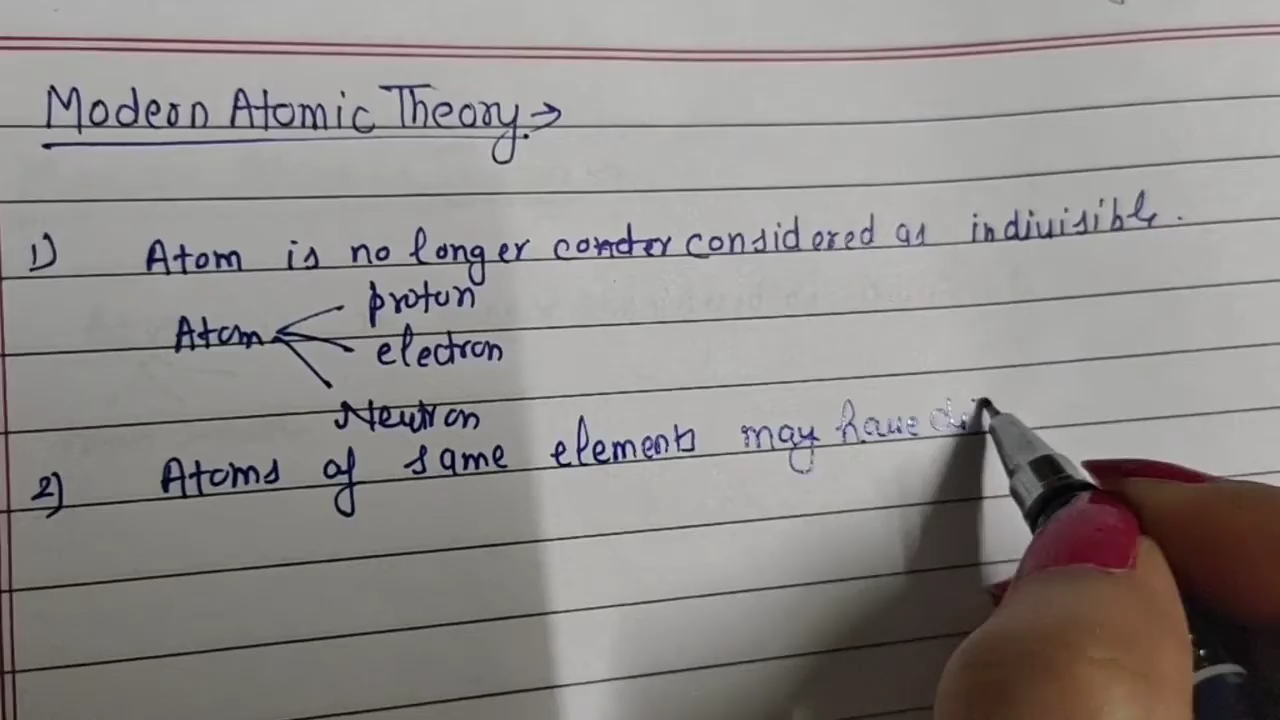 Modern Atomic Theory →
1) Atom is no longer conder considered as indivisible.
proton
Atom
electron
Neutron
2) Atoms of same elements may have di